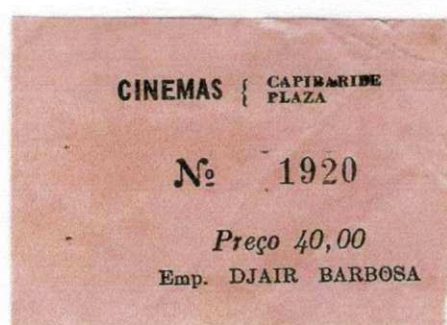 CINEMAS { CAPIBARIBE
PLAZA
Nº 1920
Preço 40,00
Emp. DJAIR BARBOSA